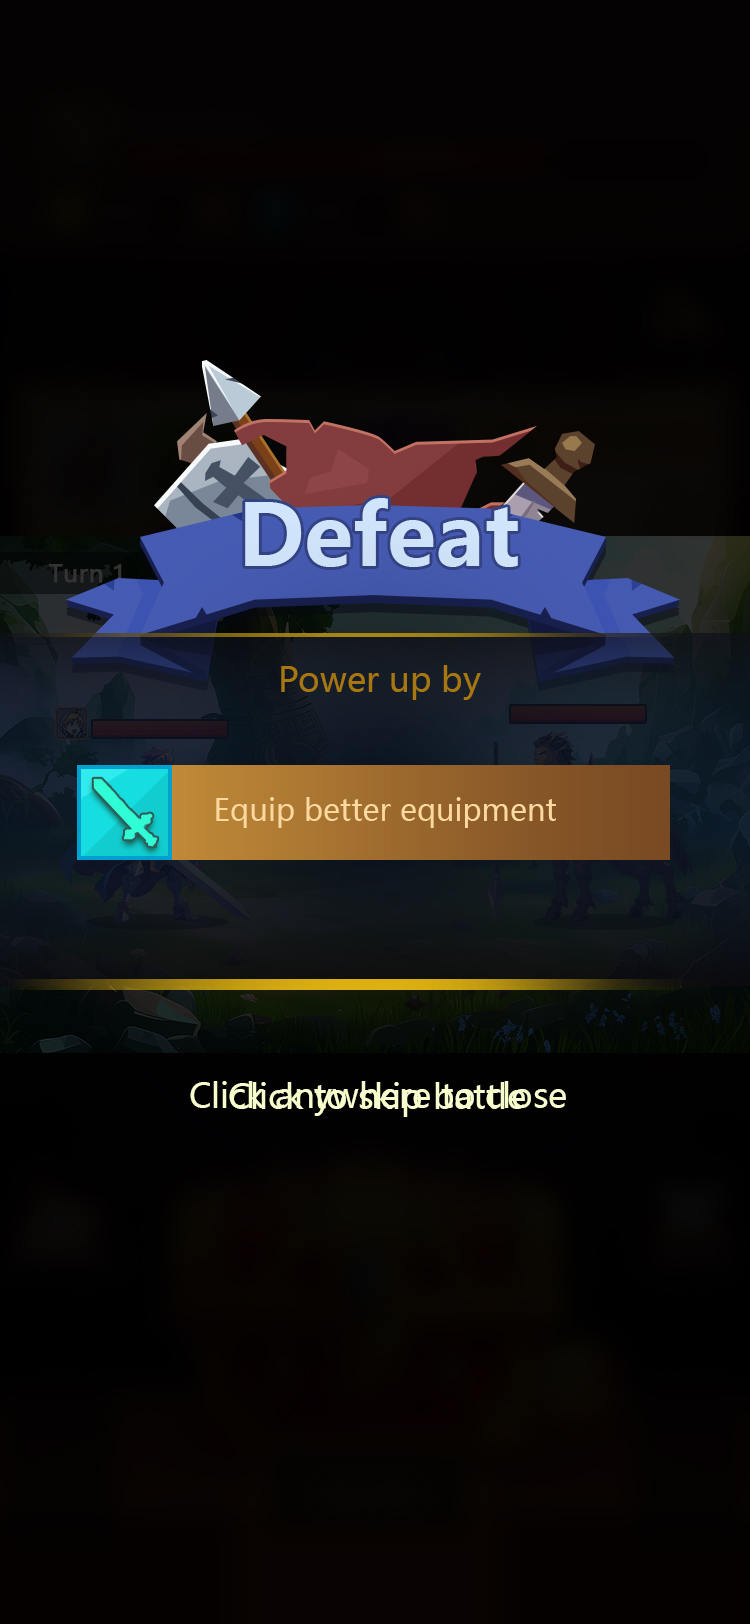 Defeat
Turn 1
Power up by
Equip better equipment
Click anywhere to close
Click to skip battle